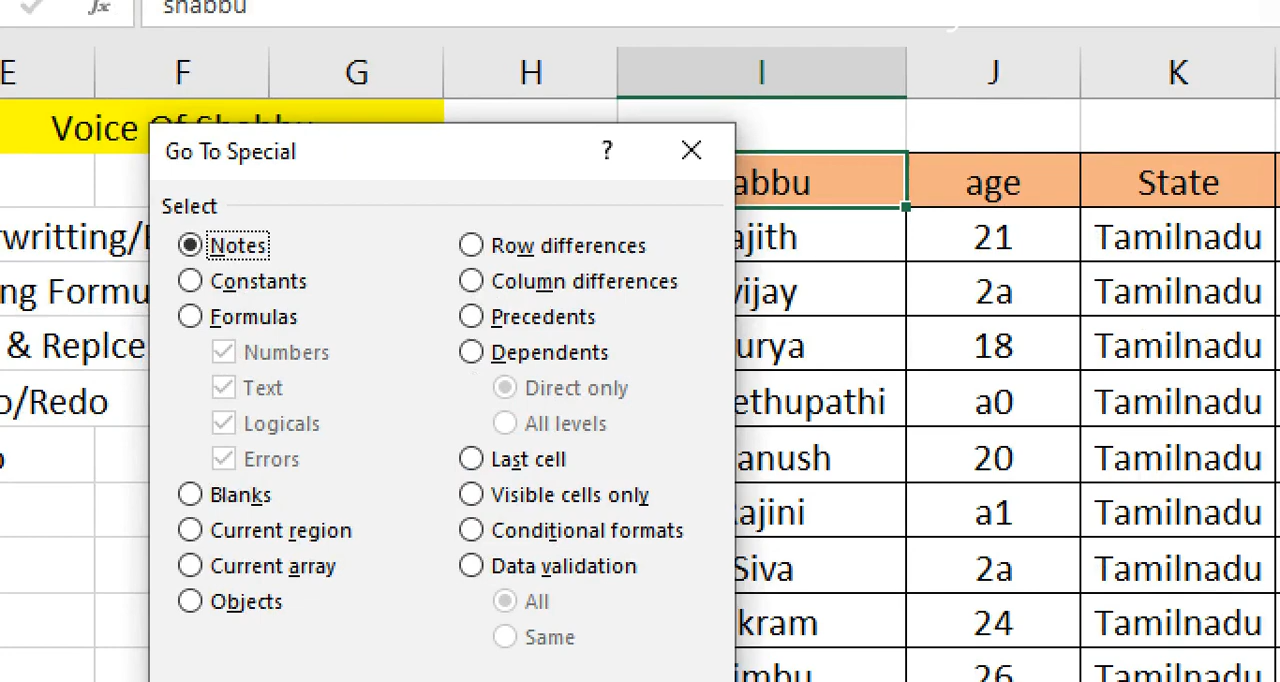 fx shabbu
E F G H I J K
Voice Of Shabbu
Go To Special ? ×
abbu age State
Select
Notes Row differences
rwritting/ ajith 21 Tamilnadu
Constants Column differences
ng Formu vijay 2a Tamilnadu
Formulas Precedents
Numbers Dependents
& Replce urya 18 Tamilnadu
Text Direct only
o/Redo ethupathi a0 Tamilnadu
Logicals All levels
Errors Last cell
anush 20 Tamilnadu
Blanks Visible cells only
Rajini a1 Tamilnadu
Current region Conditional formats
Current array Data validation
Siva 2a Tamilnadu
Objects All
kram 24 Tamilnadu
Same
imbu 26 Tamilnadu